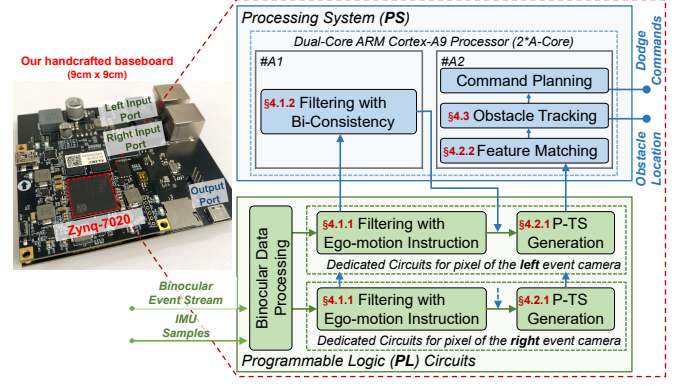 Our handcrafted baseboard
(9cm x 9cm)
Left Input
Port
Right Input
Port
Output
Port
Zynq-7020
Binocular
Event Stream
IMU
Samples
Processing System (PS)
Dual-Core ARM Cortex-A9 Processor (2*A-Core)
#A1
§4.1.2 Filtering with
Bi-Consistency
#A2
Command Planning
§4.3 Obstacle Tracking
§4.2.2 Feature Matching
Dodge
Commands
Obstacle
Location
Binocular Data
Processing
§4.1.1 Filtering with
Ego-motion Instruction
§4.2.1 P-TS
Generation
Dedicated Circuits for pixel of the left event camera
§4.1.1 Filtering with
Ego-motion Instruction
§4.2.1 P-TS
Generation
Dedicated Circuits for pixel of the right event camera
Programmable Logic (PL) Circuits